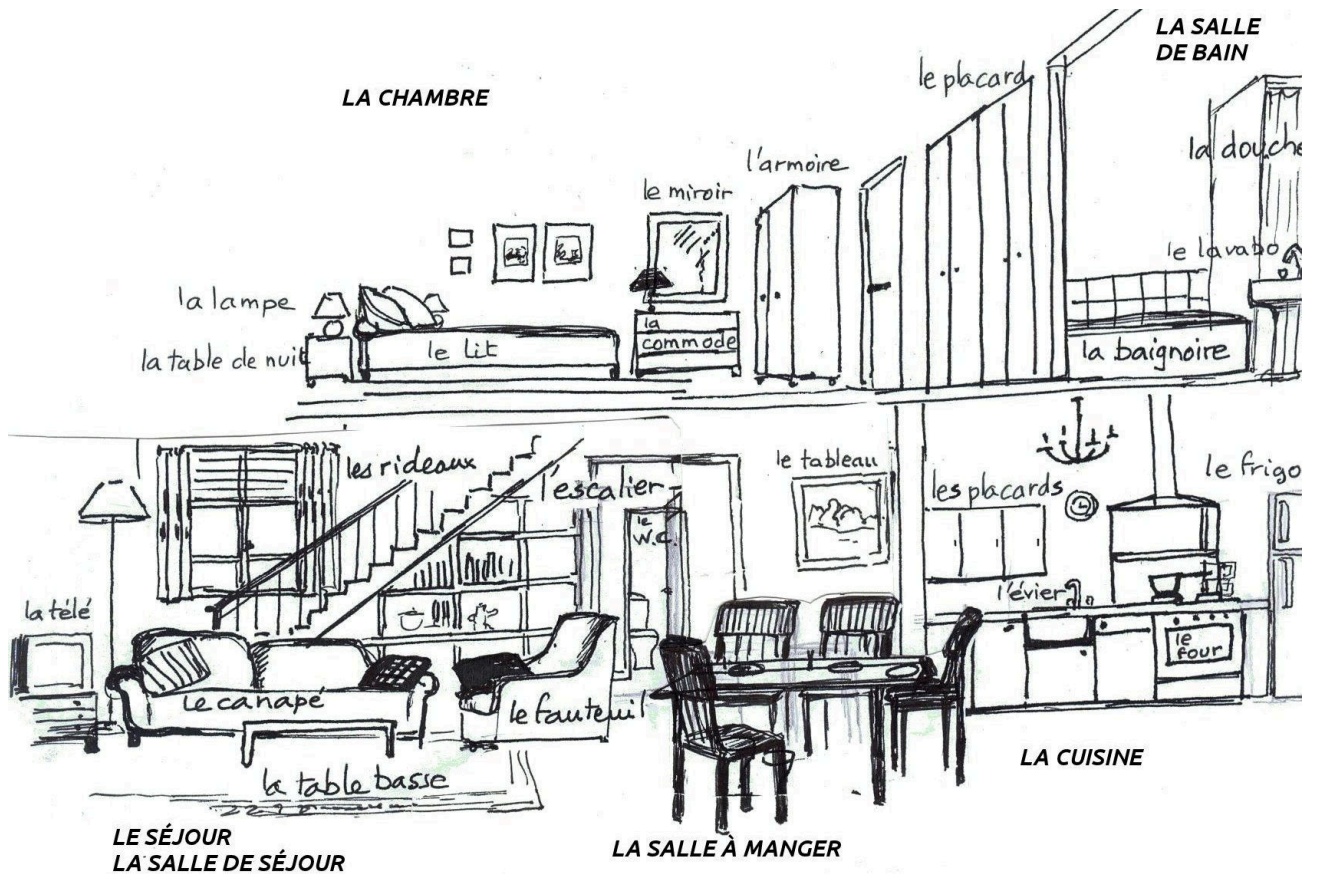 LA SALLE
DE BAIN
LA CHAMBRE
le placard
l'armoire
la douche
le miroir
le lavabo
la lampe
la table de nuit
le lit
la
commode
la baignoire
les rideaux
l'escalier
le tableau
les placards
le frigo
le
W.C.
l'évier
la télé
le
four
le canapé
le fauteuil
la table basse
LA CUISINE
LE SÉJOUR
LA SALLE DE SÉJOUR
LA SALLE À MANGER